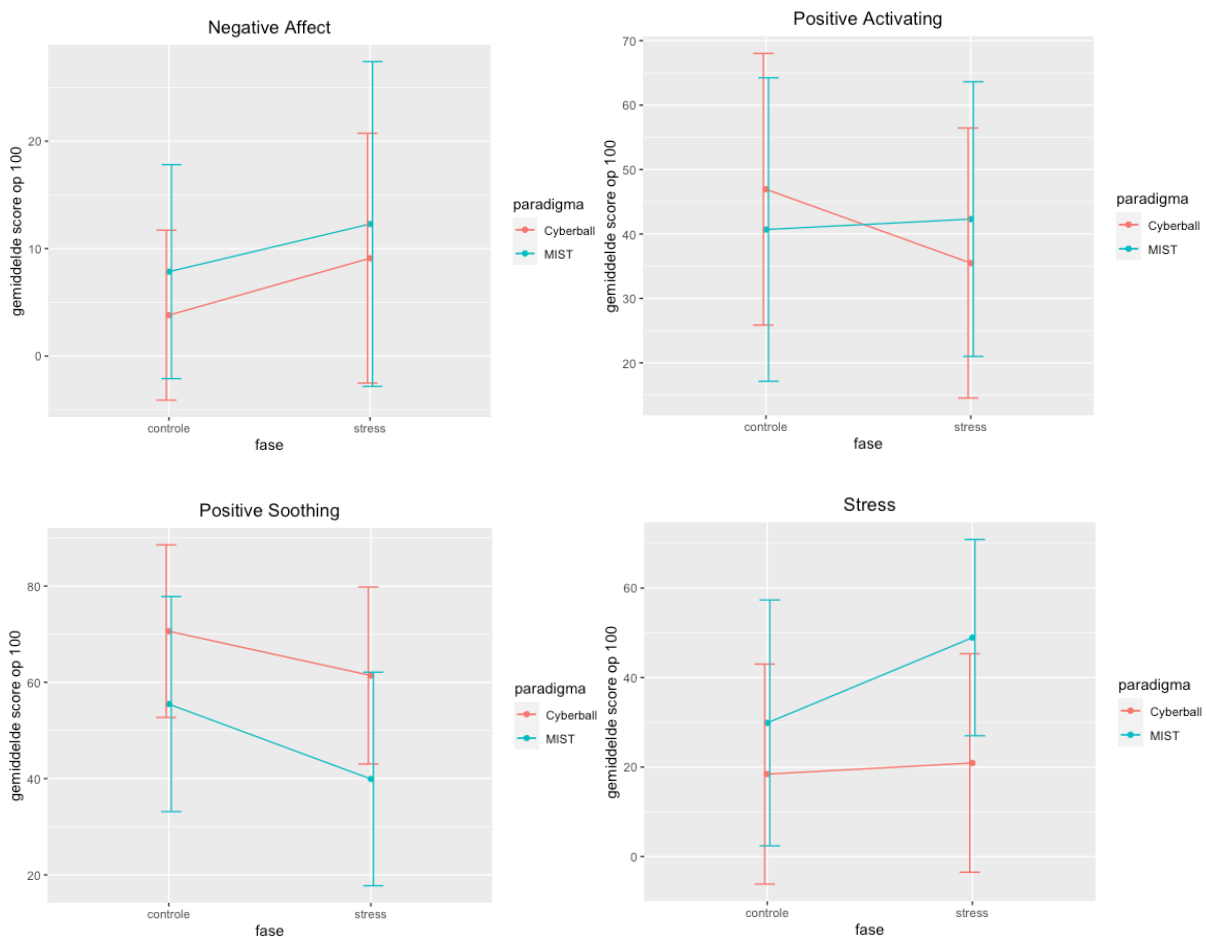 Negative Affect
gemiddelde score op 100
20
10
0
controle
stress
fase
paradigma
Cyberball
MIST
Positive Activating
gemiddelde score op 100
70
60
50
40
30
20
controle
stress
fase
paradigma
Cyberball
MIST
Positive Soothing
gemiddelde score op 100
80
60
40
20
controle
stress
fase
paradigma
Cyberball
MIST
Stress
gemiddelde score op 100
60
40
20
0
controle
stress
fase
paradigma
Cyberball
MIST